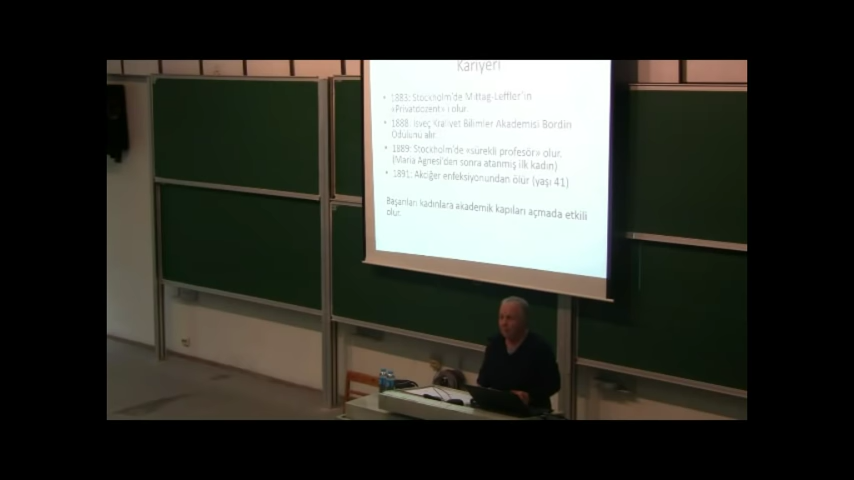 Kariyeri
• 1883: Stockholm'de Mittag-Leffler'in
«Privatdozent» i olur.
• 1888: İsveç Kraliyet Bilimler Akademisi Bordin
Ödülünü alır.
• 1889: Stockholm'de «sürekli profesör» olur.
(Maria Agnesi'den sonra atanmış ilk kadın)
• 1891: Akciğer enfeksiyonundan ölür (yaşı 41)
Başarıları kadınlara akademik kapıları açmada etkili
olur.